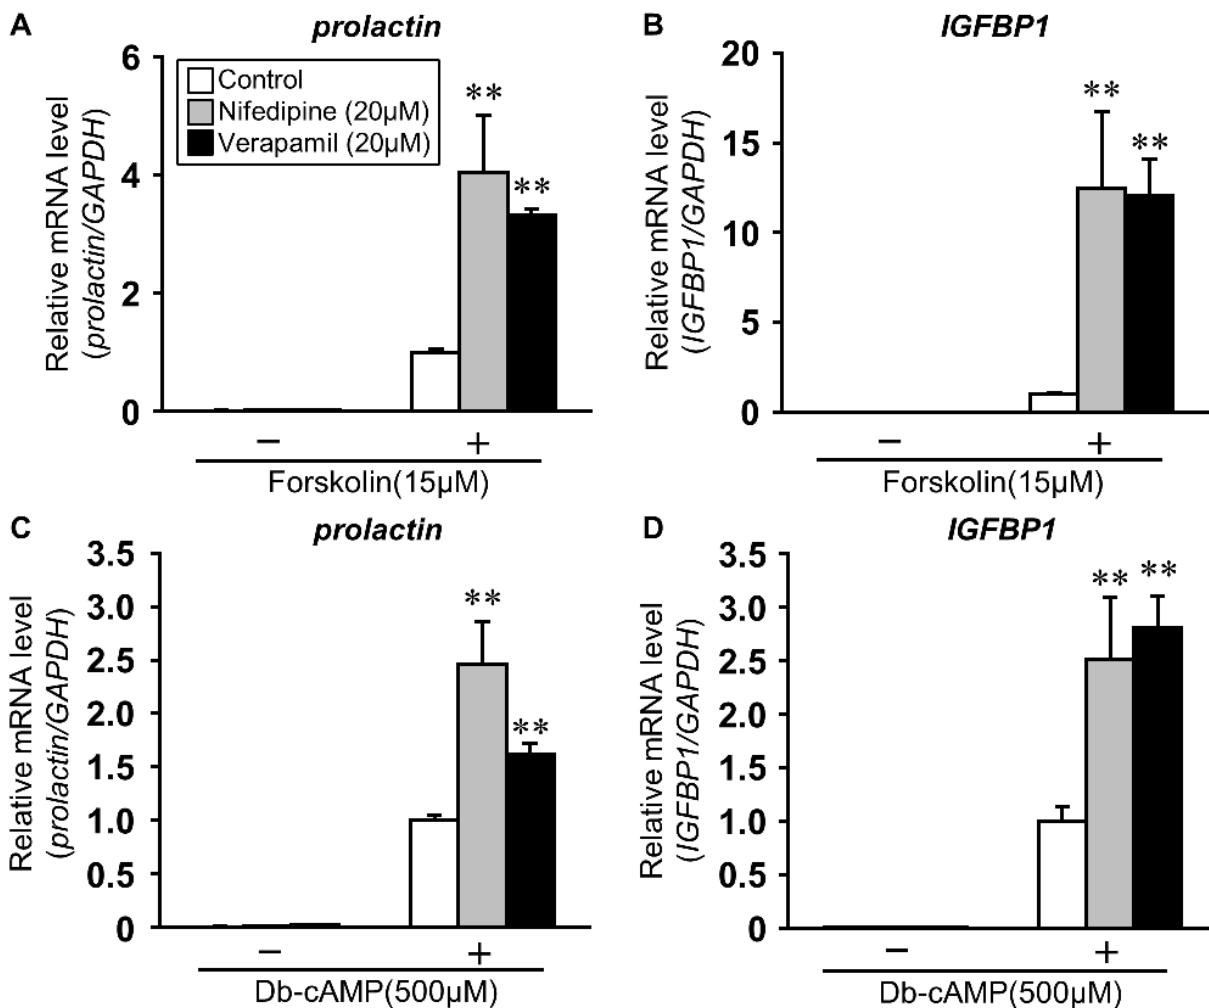 A
prolactin
Relative mRNA level
(prolactin/GAPDH)
6
4
2
0
Control
Nifedipine (20µM)
Verapamil (20µM)
**
**
− +
Forskolin(15µM)
B
IGFBP1
Relative mRNA level
(IGFBP1/GAPDH)
20
15
10
5
0
**
**
− +
Forskolin(15µM)
C
prolactin
Relative mRNA level
(prolactin/GAPDH)
3.5
3.0
2.5
2.0
1.5
1.0
0.5
0
**
**
− +
Db-cAMP(500µM)
D
IGFBP1
Relative mRNA level
(IGFBP1/GAPDH)
3.5
3.0
2.5
2.0
1.5
1.0
0.5
0
**
**
− +
Db-cAMP(500µM)